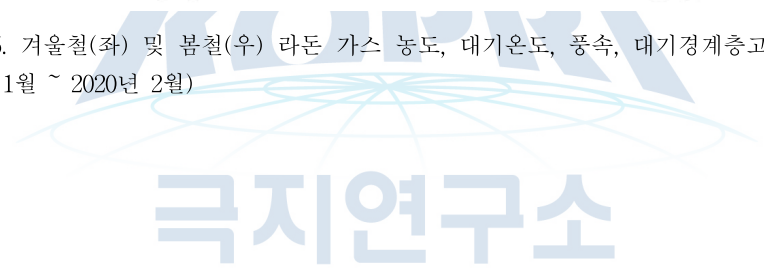 . 겨울철(좌) 및 봄철(우) 라돈 가스 농도, 대기온도, 풍속, 대기경계층고
1월 ~ 2020년 2월)
KOPRI
극지연구소